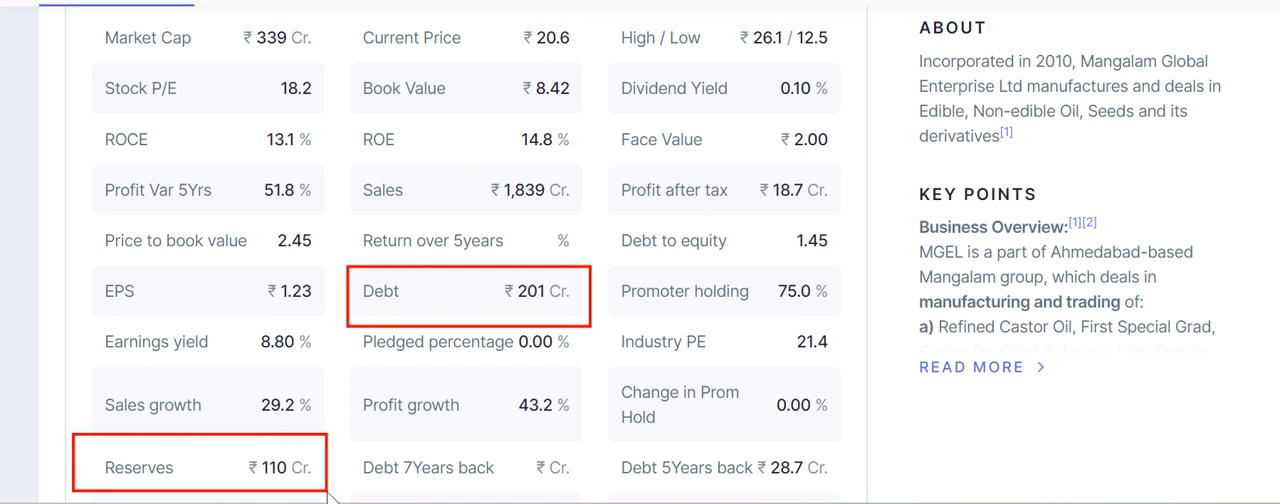 Market Cap ₹ 339 Cr. Current Price ₹ 20.6 High / Low ₹ 26.1 / 12.5
Stock P/E 18.2 Book Value ₹ 8.42 Dividend Yield 0.10 %
ROCE 13.1 % ROE 14.8 % Face Value ₹ 2.00
Profit Var 5Yrs 51.8 % Sales ₹ 1,839 Cr. Profit after tax ₹ 18.7 Cr.
Price to book value 2.45 Return over 5years % Debt to equity 1.45
EPS ₹ 1.23 Debt ₹ 201 Cr. Promoter holding 75.0 %
Earnings yield 8.80 % Pledged percentage 0.00 % Industry PE 21.4
Sales growth 29.2 % Profit growth 43.2 % Change in Prom
Hold 0.00 %
Reserves ₹ 110 Cr. Debt 7Years back ₹ Cr. Debt 5Years back ₹ 28.7 Cr.
ABOUT
Incorporated in 2010, Mangalam Global
Enterprise Ltd manufactures and deals in
Edible, Non-edible Oil, Seeds and its
derivatives[1]
KEY POINTS
Business Overview:[1][2]
MGEL is a part of Ahmedabad-based
Mangalam group, which deals in
manufacturing and trading of:
a) Refined Castor Oil, First Special Grad,
READ MORE >